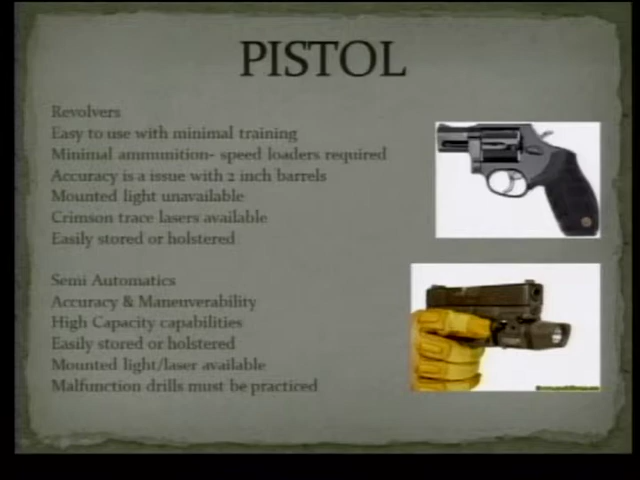 PISTOL
Revolvers
Easy to use with minimal training
Minimal ammunition- speed loaders required
Accuracy is a issue with 2 inch barrels
Mounted light unavailable
Crimson trace lasers available
Easily stored or holstered
Semi Automatics
Accuracy & Maneuverability
High Capacity capabilities
Easily stored or holstered
Mounted light/laser available
Malfunction drills must be practiced